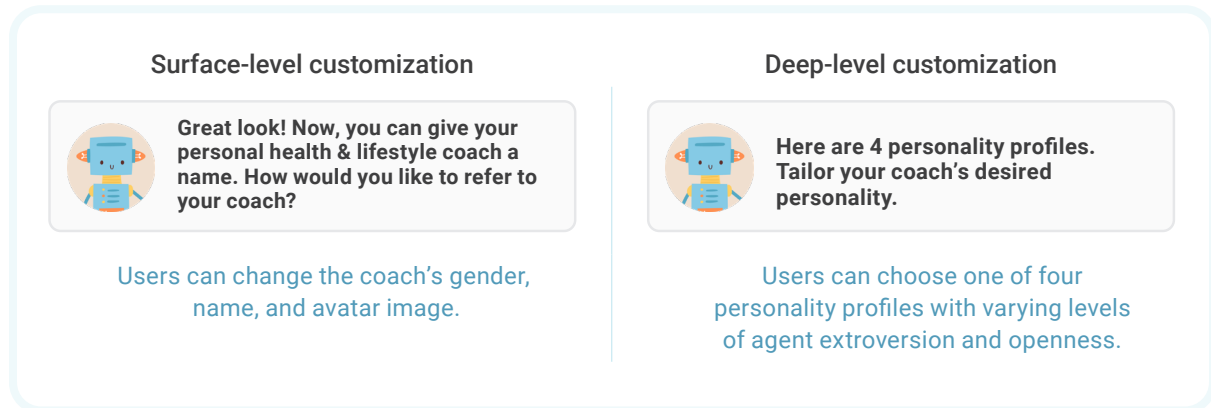 Surface-level customization
Great look! Now, you can give your
personal health & lifestyle coach a
name. How would you like to refer to
your coach?
Users can change the coach’s gender,
name, and avatar image.
Deep-level customization
Here are 4 personality profiles.
Tailor your coach’s desired
personality.
Users can choose one of four
personality profiles with varying levels
of agent extroversion and openness.